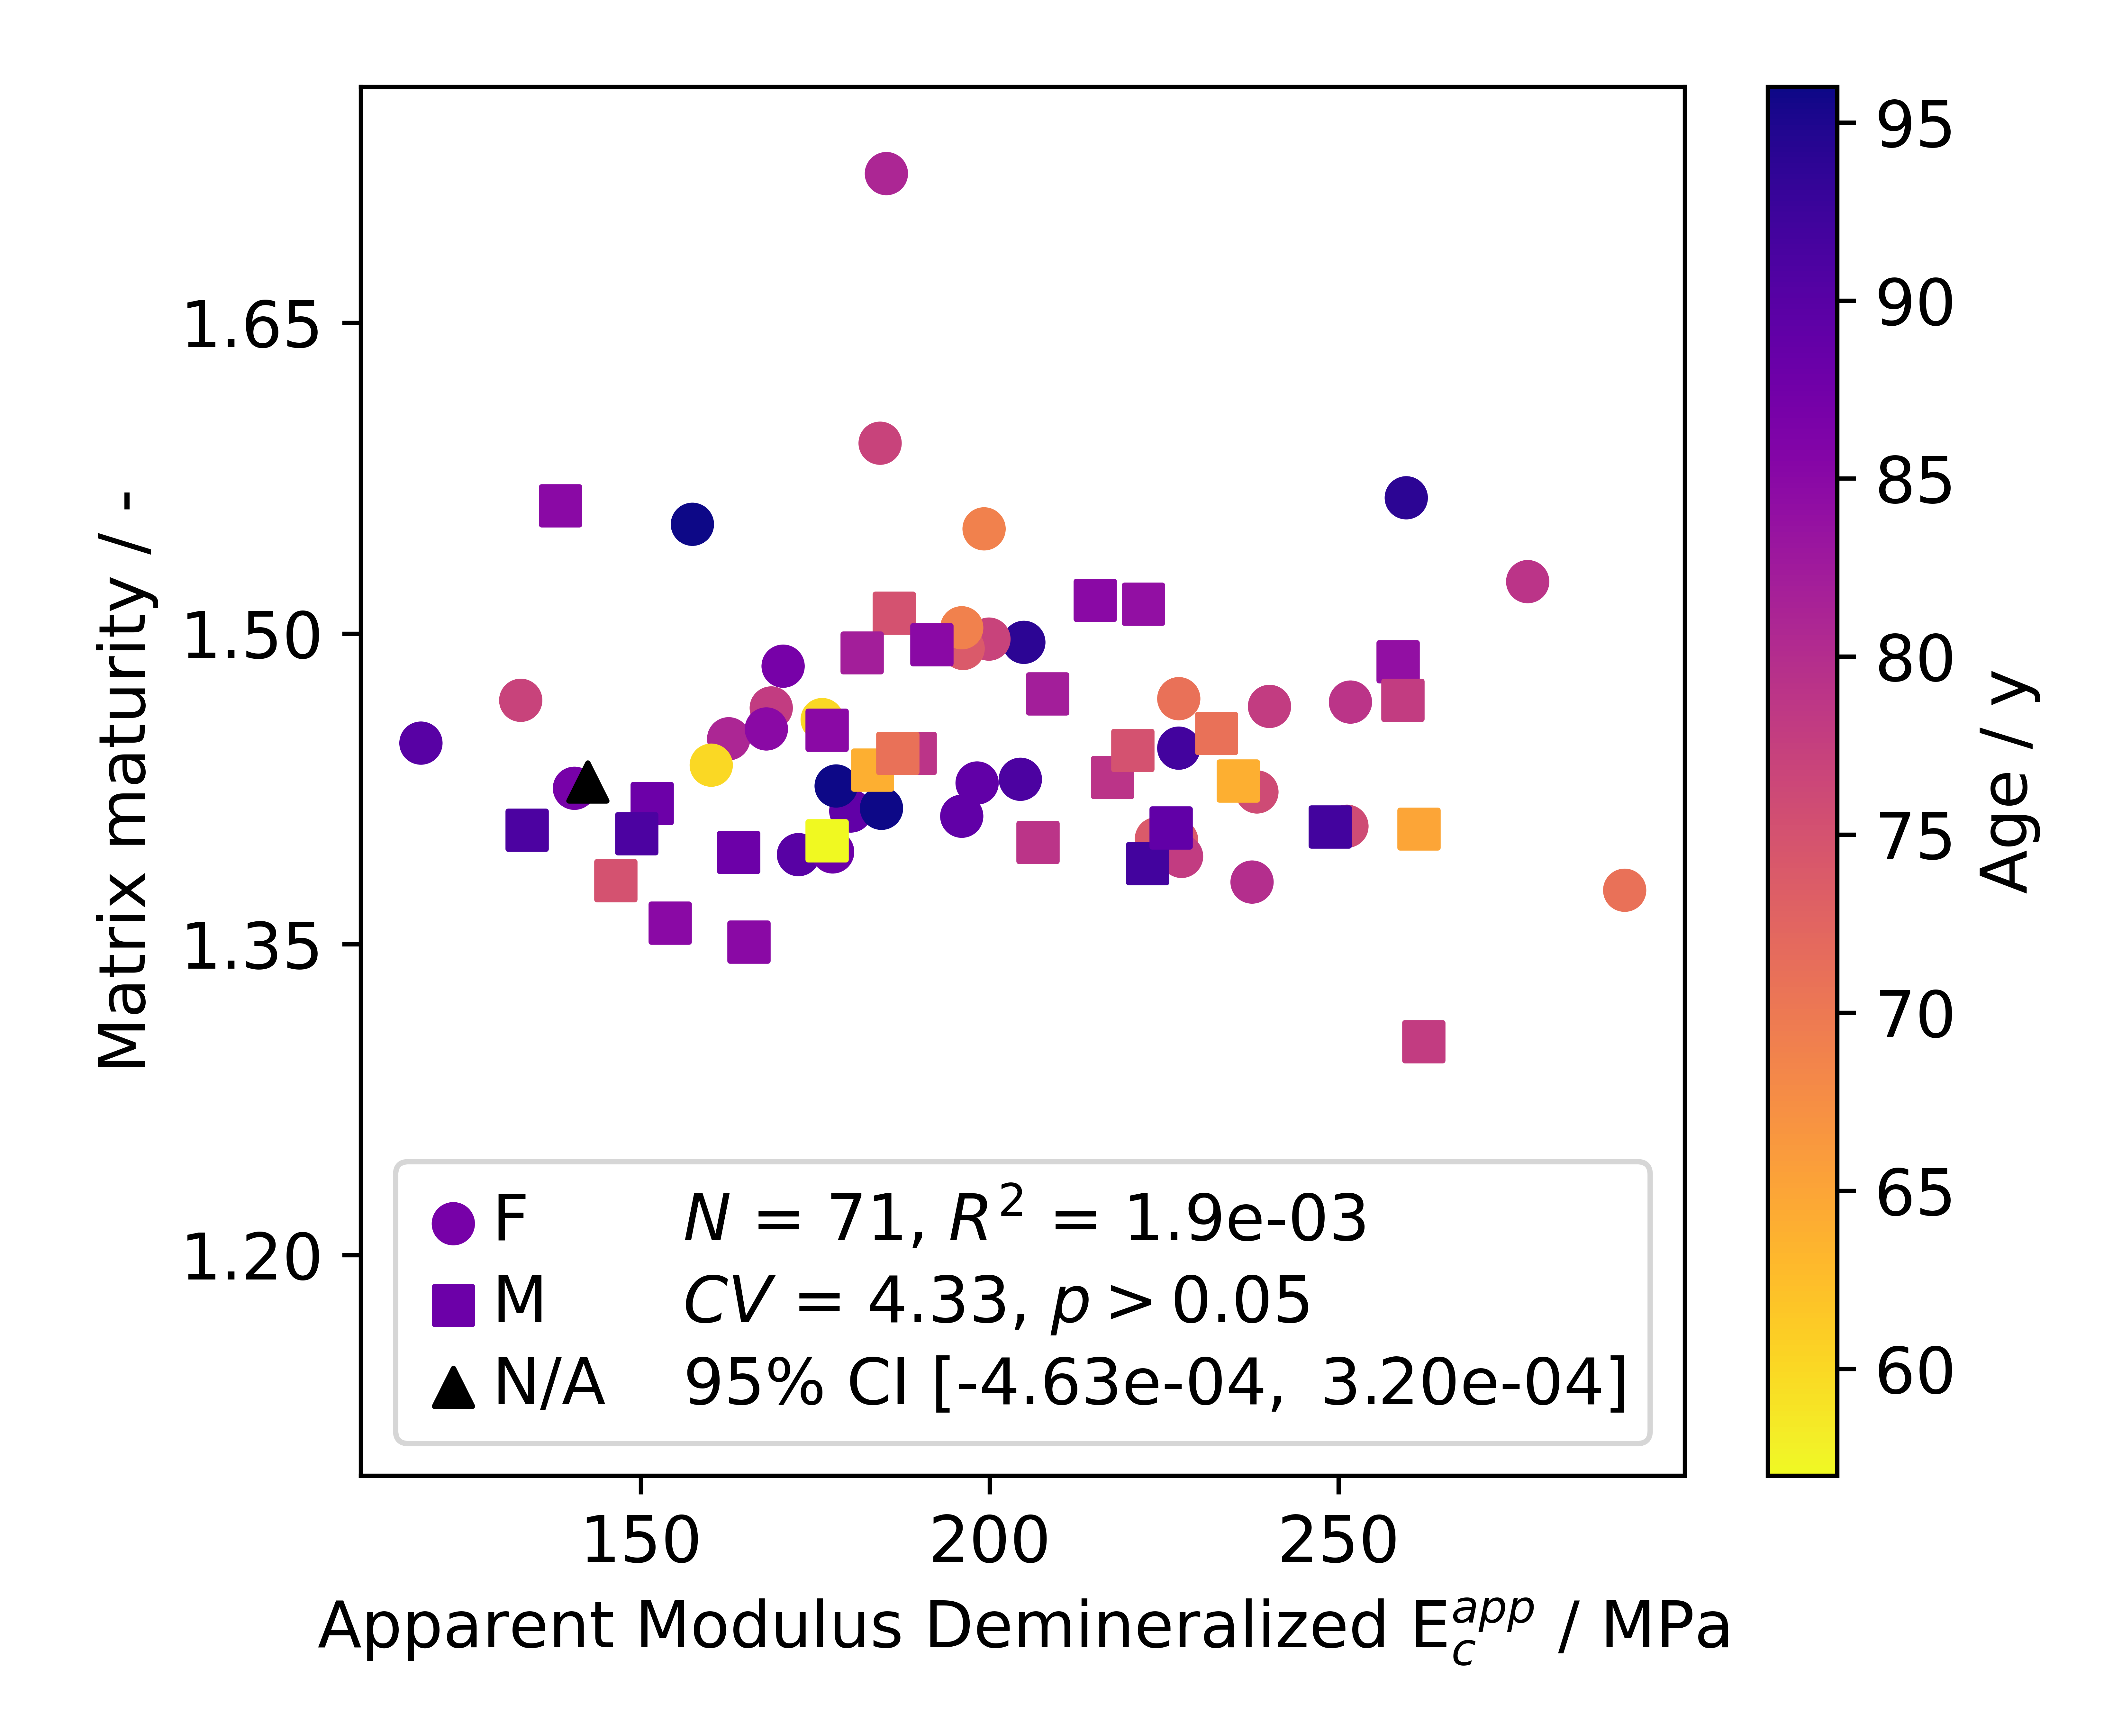 Matrix maturity / -
1.65
1.50
1.35
1.20
F
M
N/A
N = 71, R² = 1.9e-03
CV = 4.33, p > 0.05
95% CI [-4.63e-04, 3.20e-04]
150 200 250
Apparent Modulus Demineralized E_c^app / MPa
95
90
85
80
75
70
65
60
Age / y